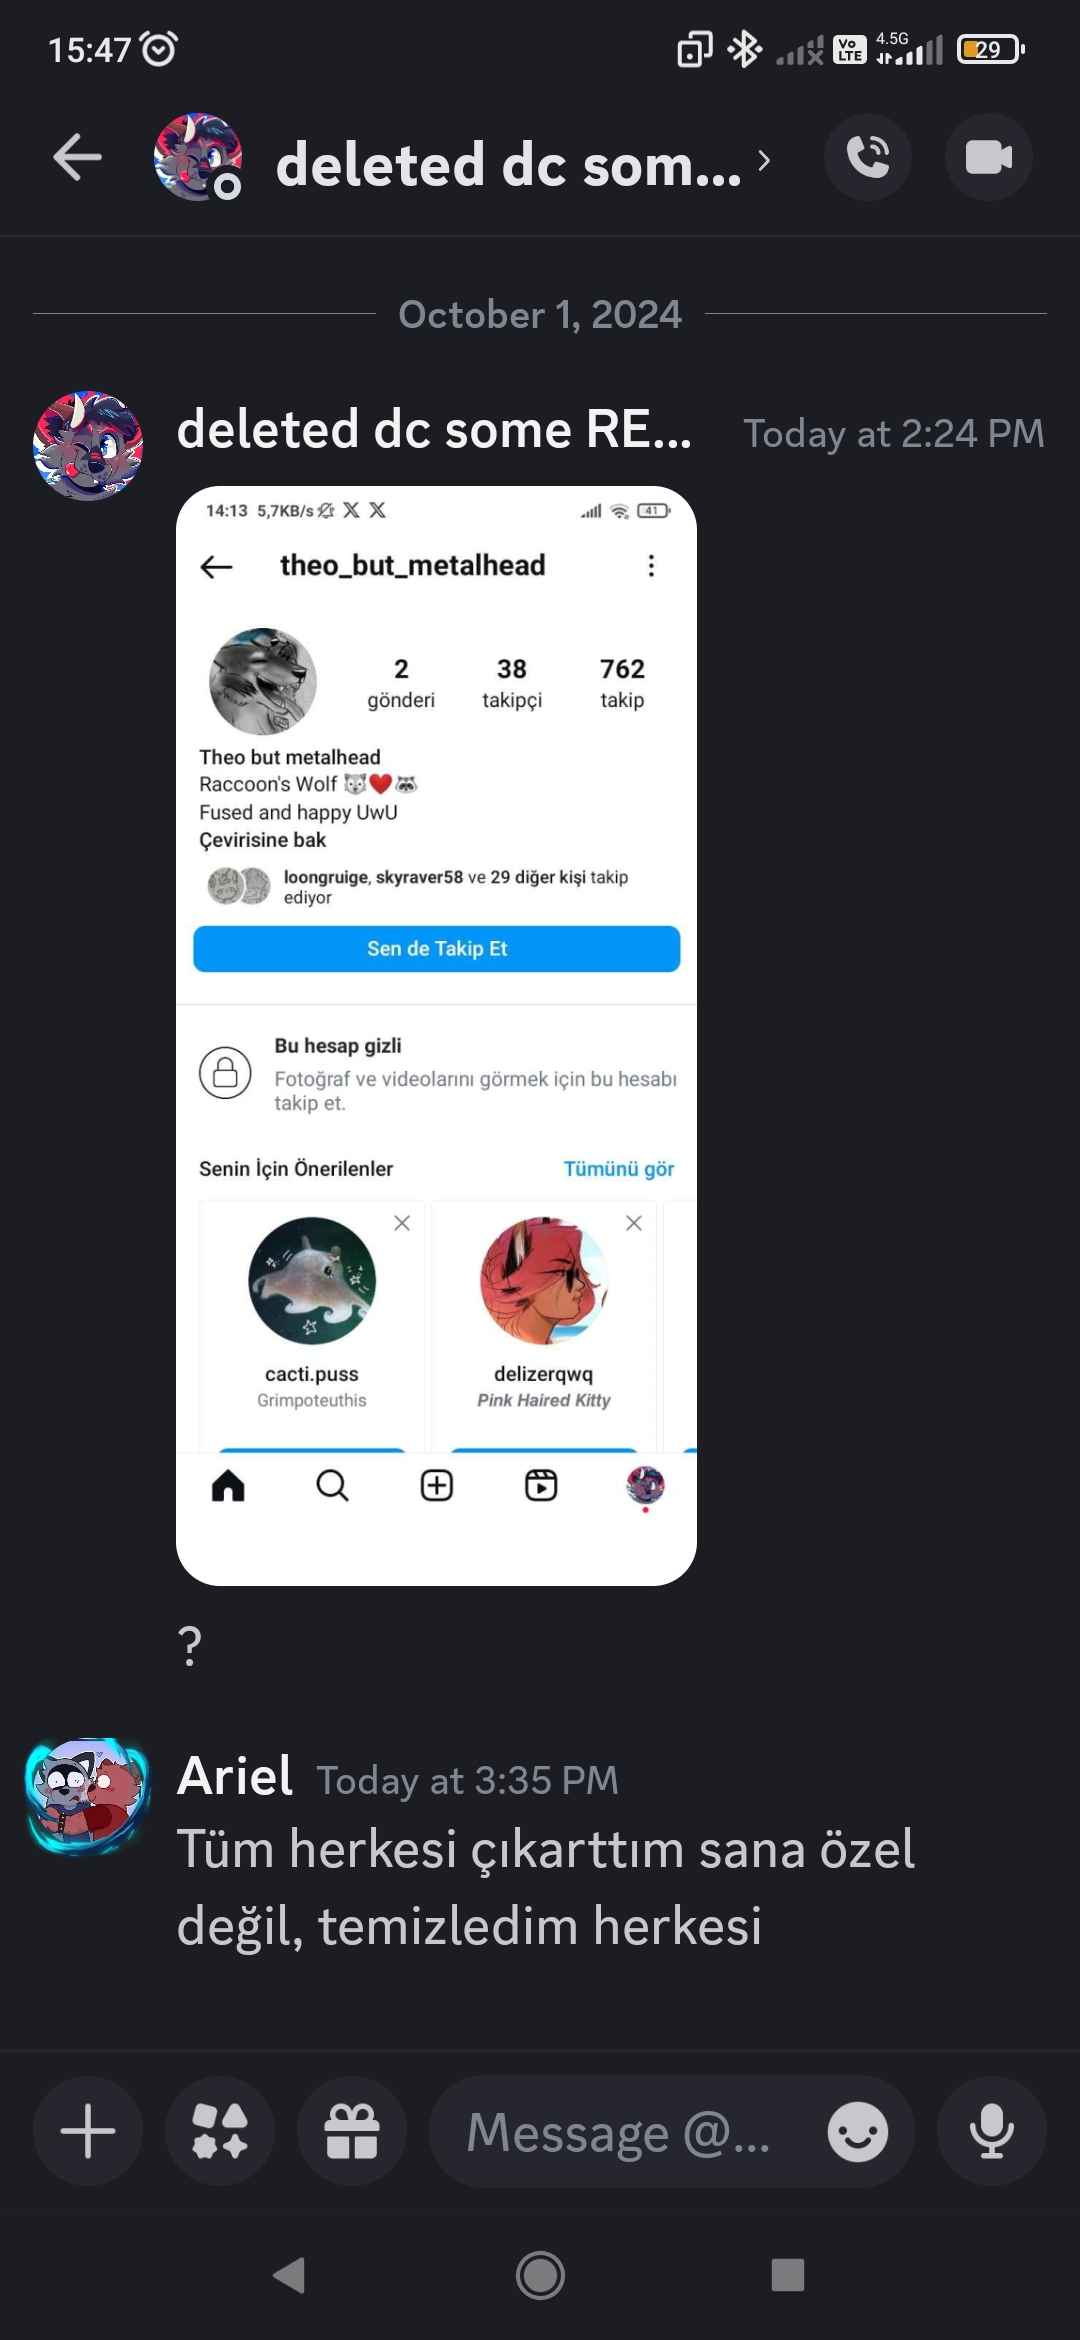 15:47
Vo LTE
4.5G
29
deleted dc som...
October 1, 2024
deleted dc some RE...
Today at 2:24 PM
14:13 5,7KB/s
41
theo_but_metalhead
2
38
762
gönderi
takipçi
takip
Theo but metalhead
Raccoon's Wolf 🐺❤️🦝
Fused and happy UwU
Çevirisine bak
loongruige, skyraver58 ve 29 diğer kişi takip
ediyor
Sen de Takip Et
Bu hesap gizli
Fotoğraf ve videolarını görmek için bu hesabı
takip et.
Senin İçin Önerilenler
Tümünü gör
cacti.puss
delizerqwq
Grimpoteuthis
Pink Haired Kitty
?
Ariel Today at 3:35 PM
Tüm herkesi çıkarttım sana özel
değil, temizledim herkesi
Message @...